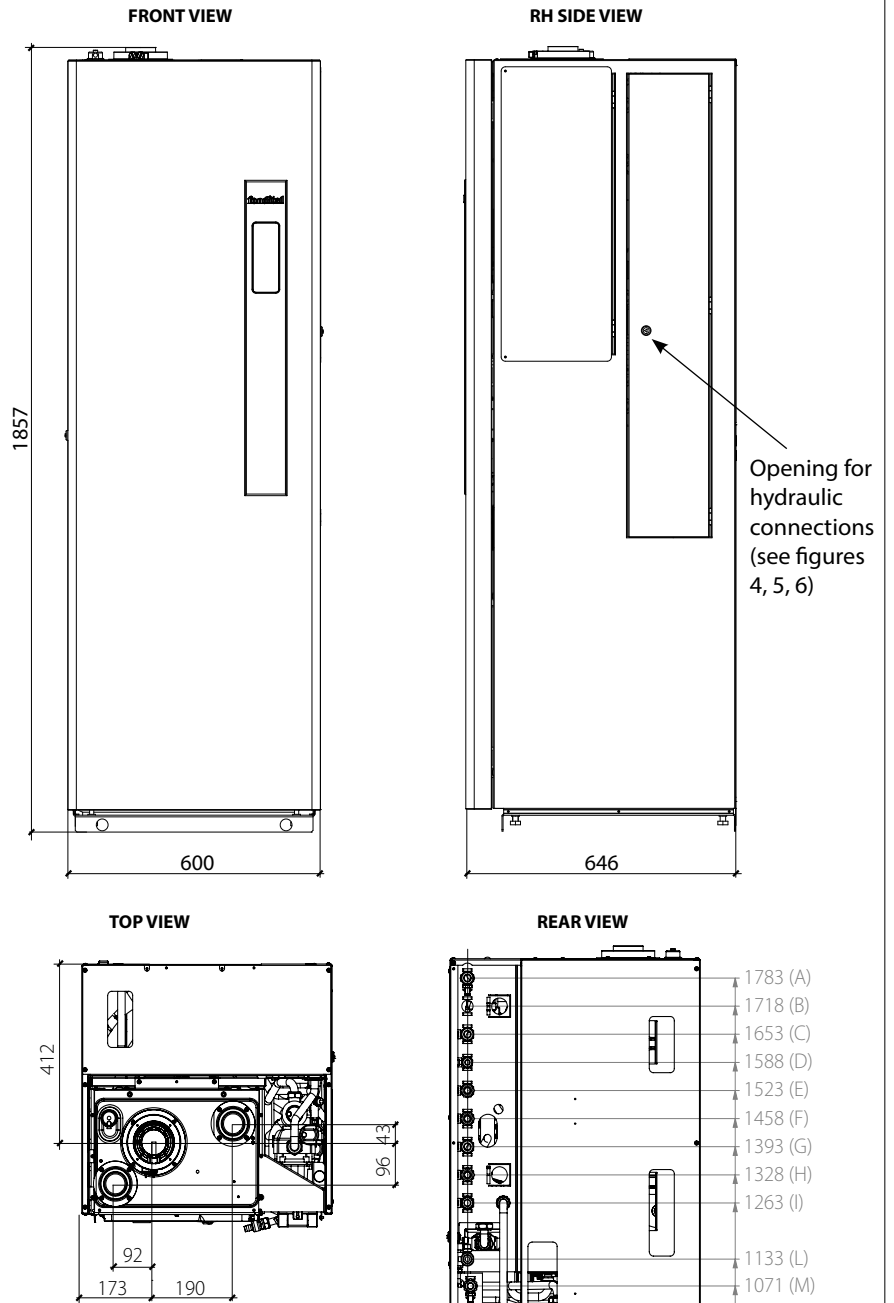 FRONT VIEW
RH SIDE VIEW
fondital
1857
600
646
Opening for
hydraulic
connections
(see figures
4, 5, 6)
TOP VIEW
REAR VIEW
412
43
96
92
173
190
1783 (A)
1718 (B)
1653 (C)
1588 (D)
1523 (E)
1458 (F)
1393 (G)
1328 (H)
1263 (I)
1133 (L)
1071 (M)